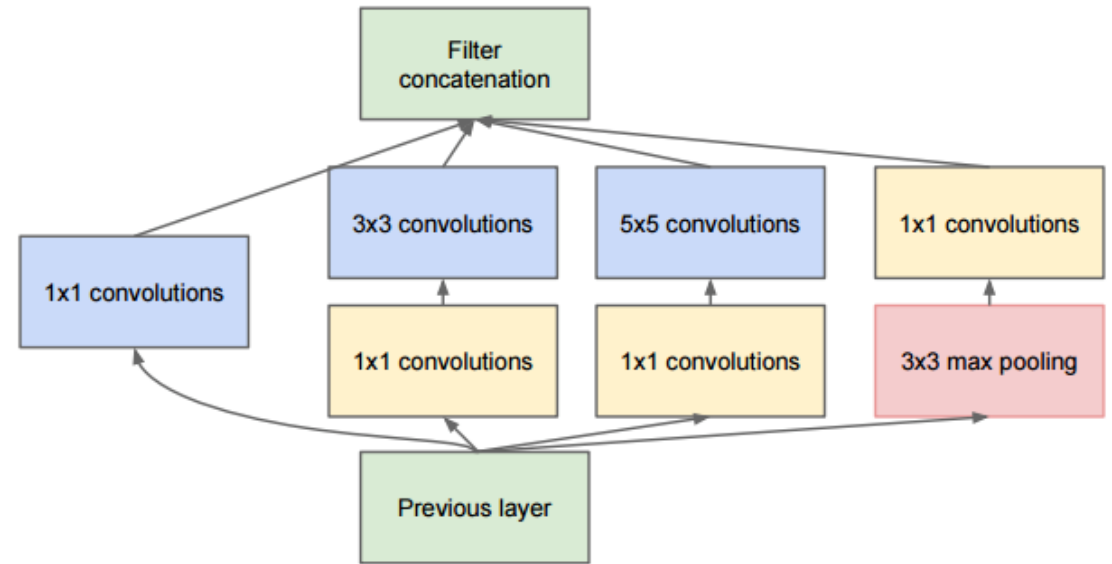 Filter
concatenation
3x3 convolutions
5x5 convolutions
1x1 convolutions
1x1 convolutions
1x1 convolutions
1x1 convolutions
3x3 max pooling
Previous layer